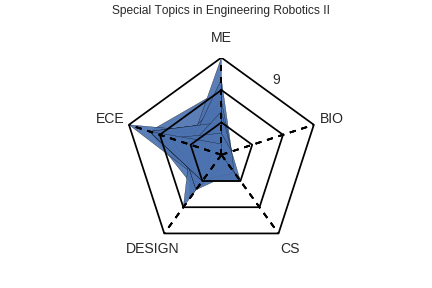 Special Topics in Engineering Robotics II
ME
9
ECE
BIO
DESIGN
CS